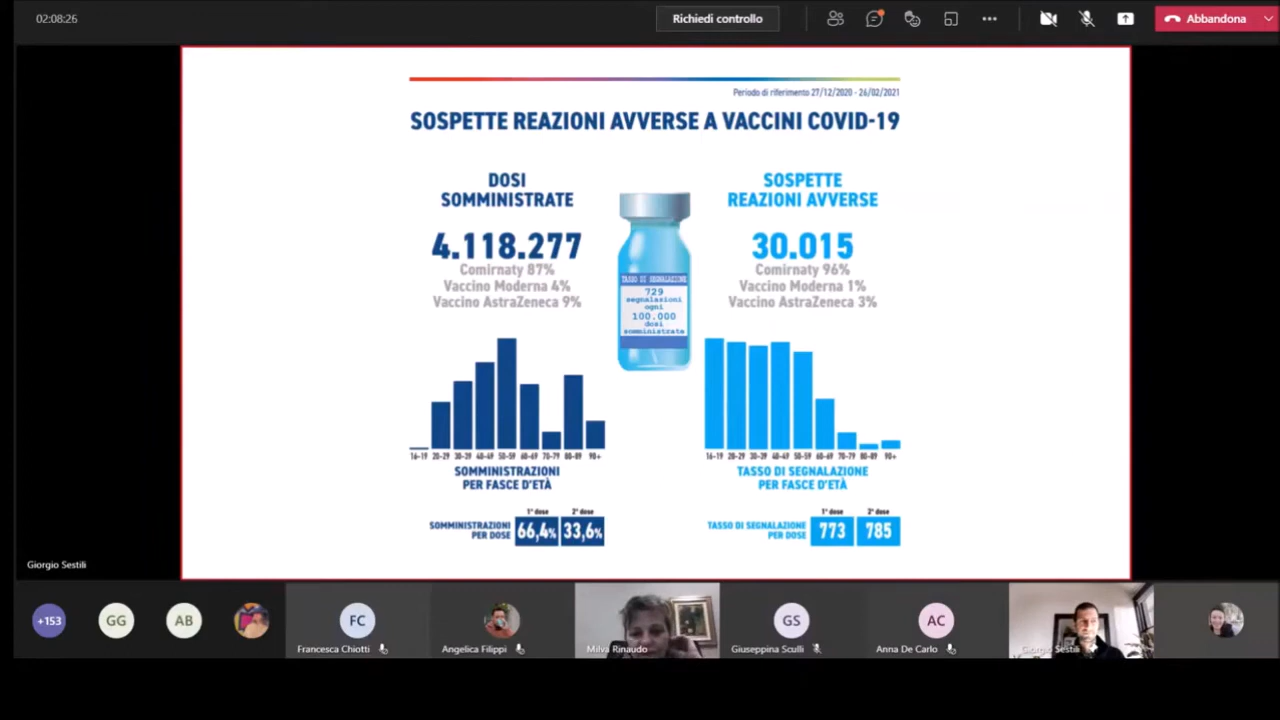 02:08:26
Richiedi controllo
Abbandona
Periodo di riferimento 27/12/2020 - 26/02/2021
SOSPETTE REAZIONI AVVERSE A VACCINI COVID-19
DOSI
SOMMINISTRATE
4.118.277
Comirnaty 87%
Vaccino Moderna 4%
Vaccino AstraZeneca 9%
TASSO DI SEGNALAZIONE
729
segnalazioni
ogni
100.000
dosi
somministrate
SOSPETTE
REAZIONI AVVERSE
30.015
Comirnaty 96%
Vaccino Moderna 1%
Vaccino AstraZeneca 3%
16-19 20-29 30-39 40-49 50-59 60-69 70-79 80-89 90+
SOMMINISTRAZIONI
PER FASCE D'ETÀ
16-19 20-29 30-39 40-49 50-59 60-69 70-79 80-89 90+
TASSO DI SEGNALAZIONE
PER FASCE D'ETÀ
1° dose 2° dose
SOMMINISTRAZIONI
PER DOSE
66,4% 33,6%
1° dose 2° dose
TASSO DI SEGNALAZIONE
PER DOSE
773 785
Giorgio Sestili
+153
GG
AB
FC
Francesca Chiotti
Angelica Filippi
Milva Rinaudo
GS
Giuseppina Sculli
AC
Anna De Carlo
Giorgio Sestili